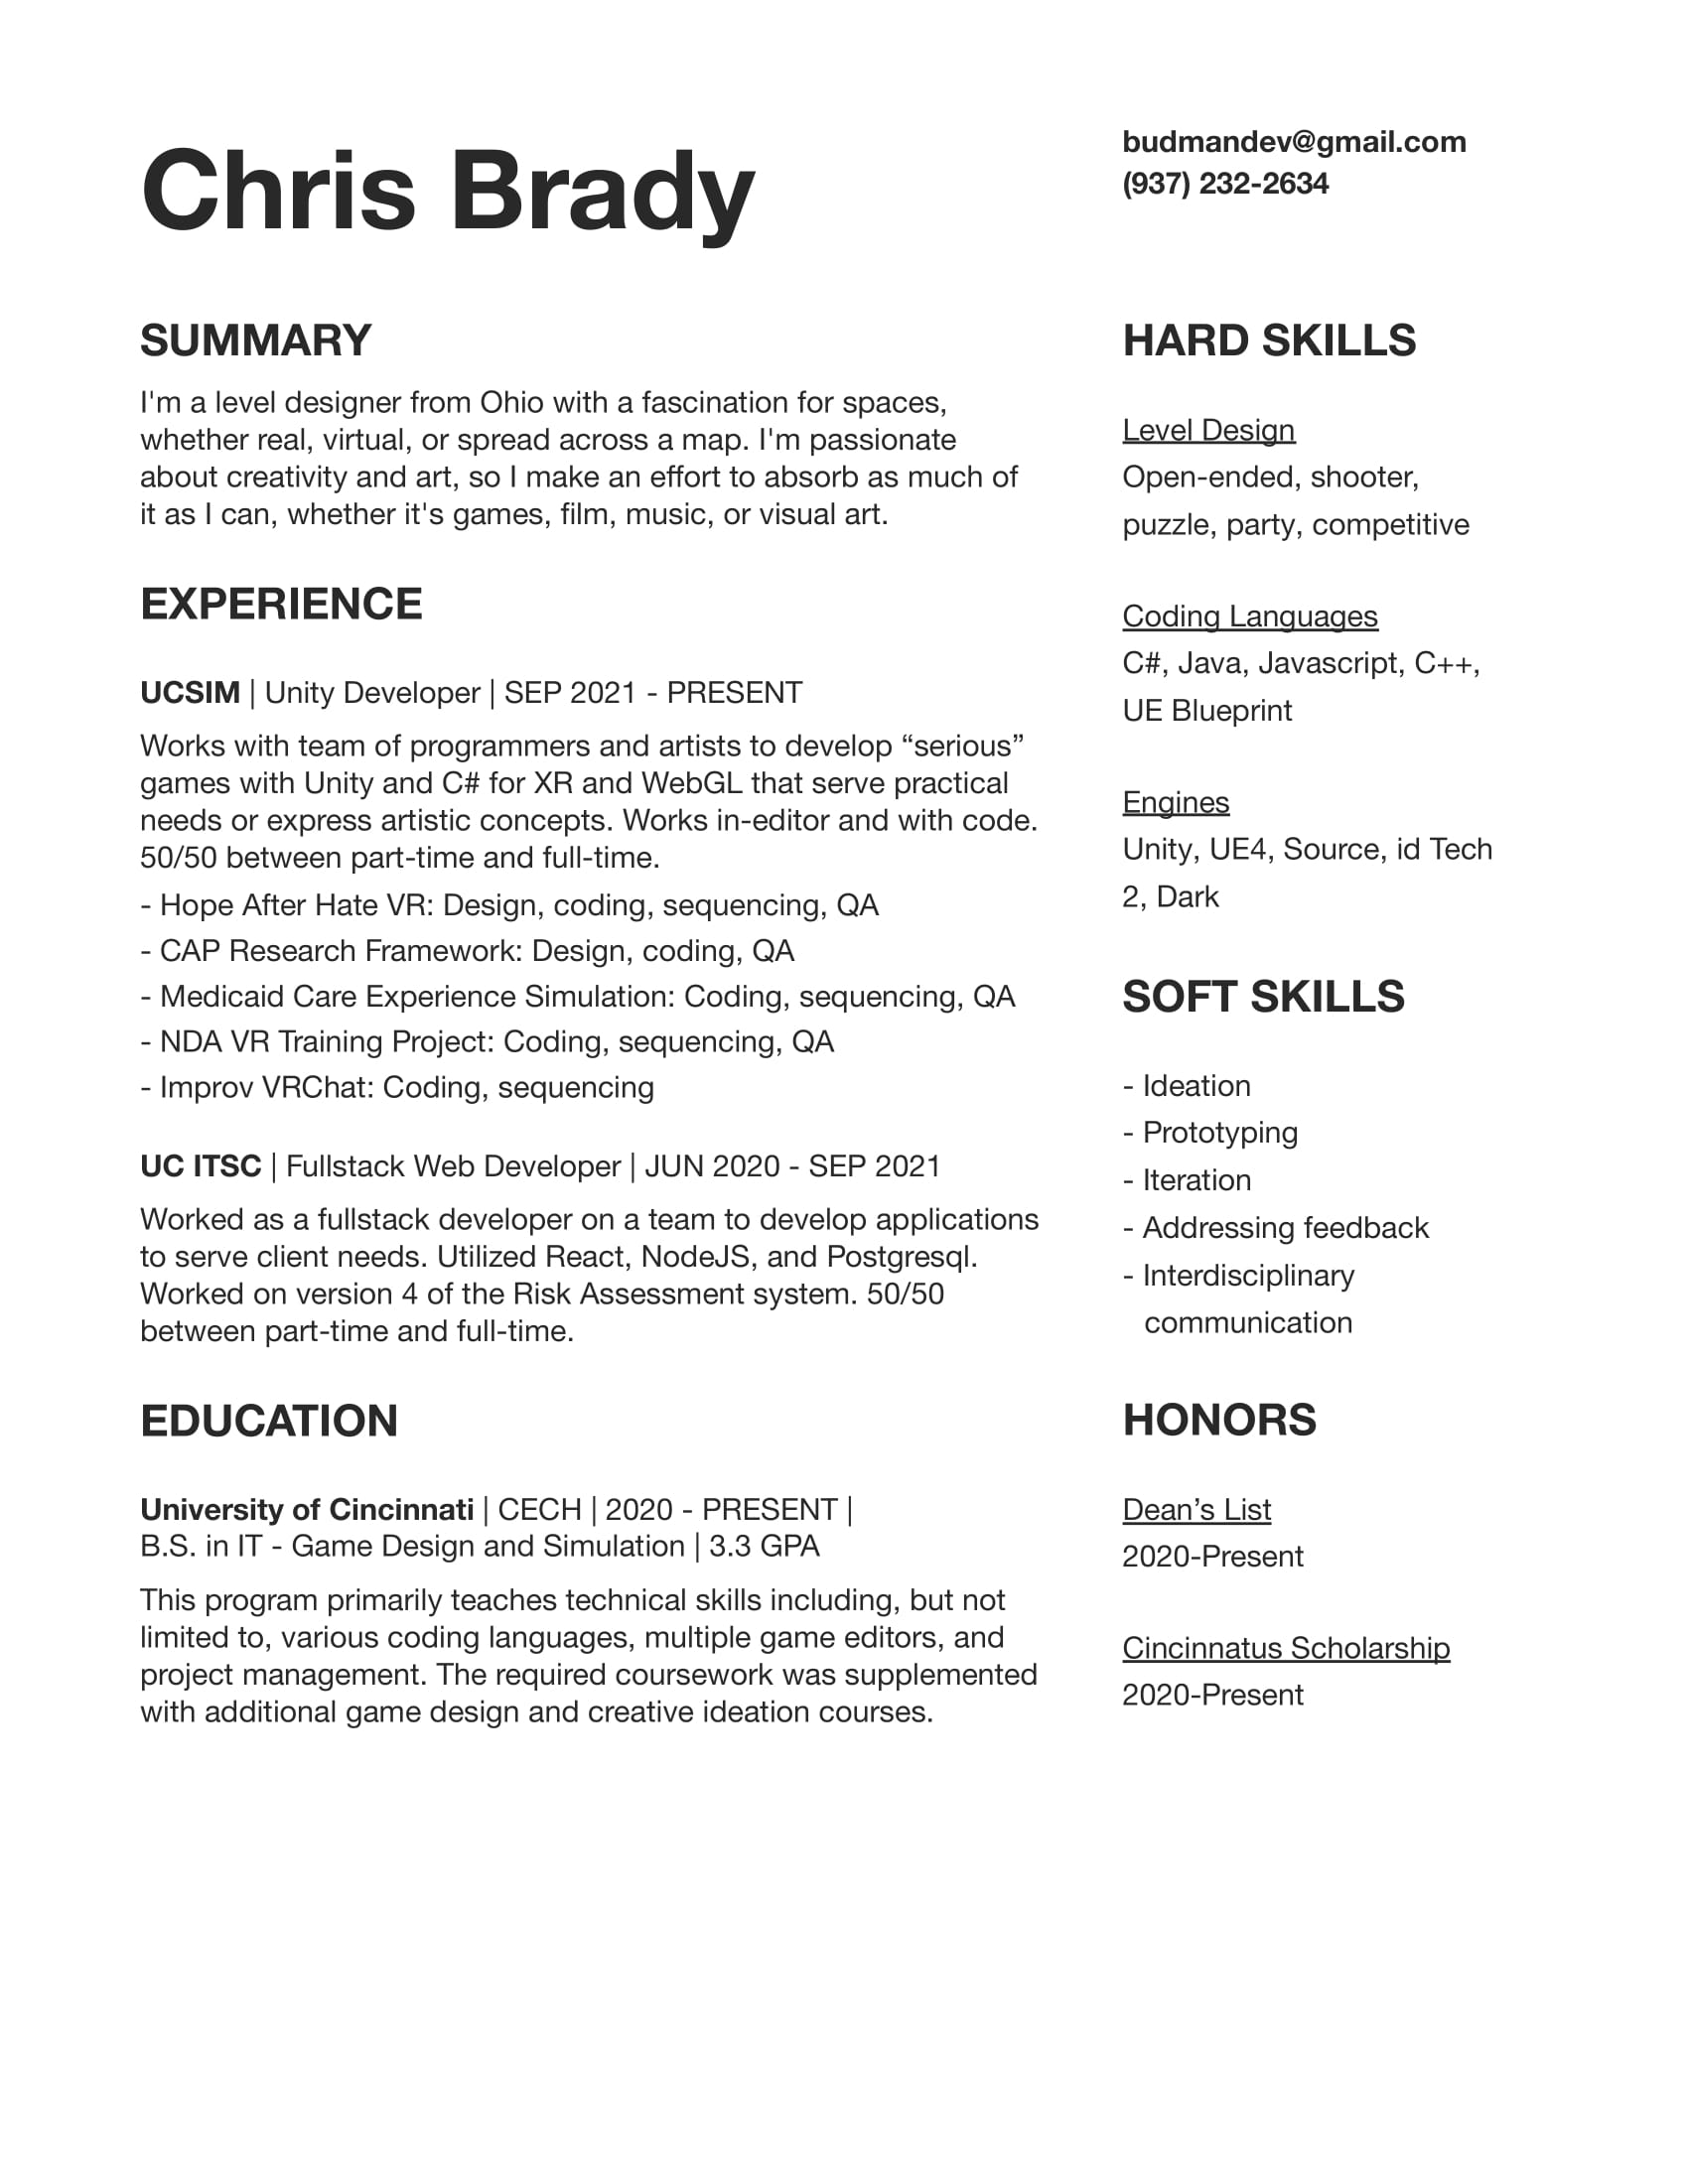 Chris Brady
budmandev@gmail.com
(937) 232-2634
SUMMARY
I'm a level designer from Ohio with a fascination for spaces,
whether real, virtual, or spread across a map. I'm passionate
about creativity and art, so I make an effort to absorb as much of
it as I can, whether it's games, film, music, or visual art.
EXPERIENCE
UCSIM | Unity Developer | SEP 2021 - PRESENT
Works with team of programmers and artists to develop “serious”
games with Unity and C# for XR and WebGL that serve practical
needs or express artistic concepts. Works in-editor and with code.
50/50 between part-time and full-time.
- Hope After Hate VR: Design, coding, sequencing, QA
- CAP Research Framework: Design, coding, QA
- Medicaid Care Experience Simulation: Coding, sequencing, QA
- NDA VR Training Project: Coding, sequencing, QA
- Improv VRChat: Coding, sequencing
UC ITSC | Fullstack Web Developer | JUN 2020 - SEP 2021
Worked as a fullstack developer on a team to develop applications
to serve client needs. Utilized React, NodeJS, and Postgresql.
Worked on version 4 of the Risk Assessment system. 50/50
between part-time and full-time.
EDUCATION
University of Cincinnati | CECH | 2020 - PRESENT |
B.S. in IT - Game Design and Simulation | 3.3 GPA
This program primarily teaches technical skills including, but not
limited to, various coding languages, multiple game editors, and
project management. The required coursework was supplemented
with additional game design and creative ideation courses.
HARD SKILLS
Level Design
Open-ended, shooter,
puzzle, party, competitive
Coding Languages
C#, Java, Javascript, C++,
UE Blueprint
Engines
Unity, UE4, Source, id Tech
2, Dark
SOFT SKILLS
- Ideation
- Prototyping
- Iteration
- Addressing feedback
- Interdisciplinary
communication
HONORS
Dean’s List
2020-Present
Cincinnatus Scholarship
2020-Present